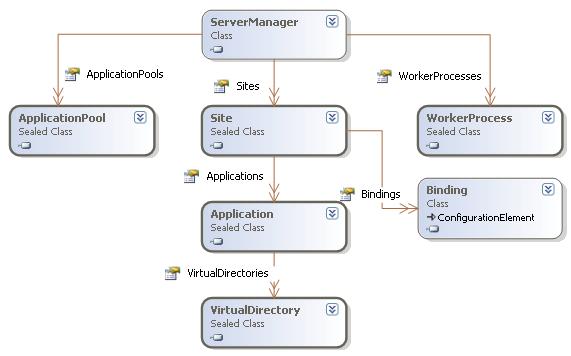 ServerManager
Class
ApplicationPools
Sites
WorkerProcesses
ApplicationPool
Sealed Class
Site
Sealed Class
WorkerProcess
Sealed Class
Applications
Bindings
Binding
Class
ConfigurationElement
Application
Sealed Class
VirtualDirectories
VirtualDirectory
Sealed Class